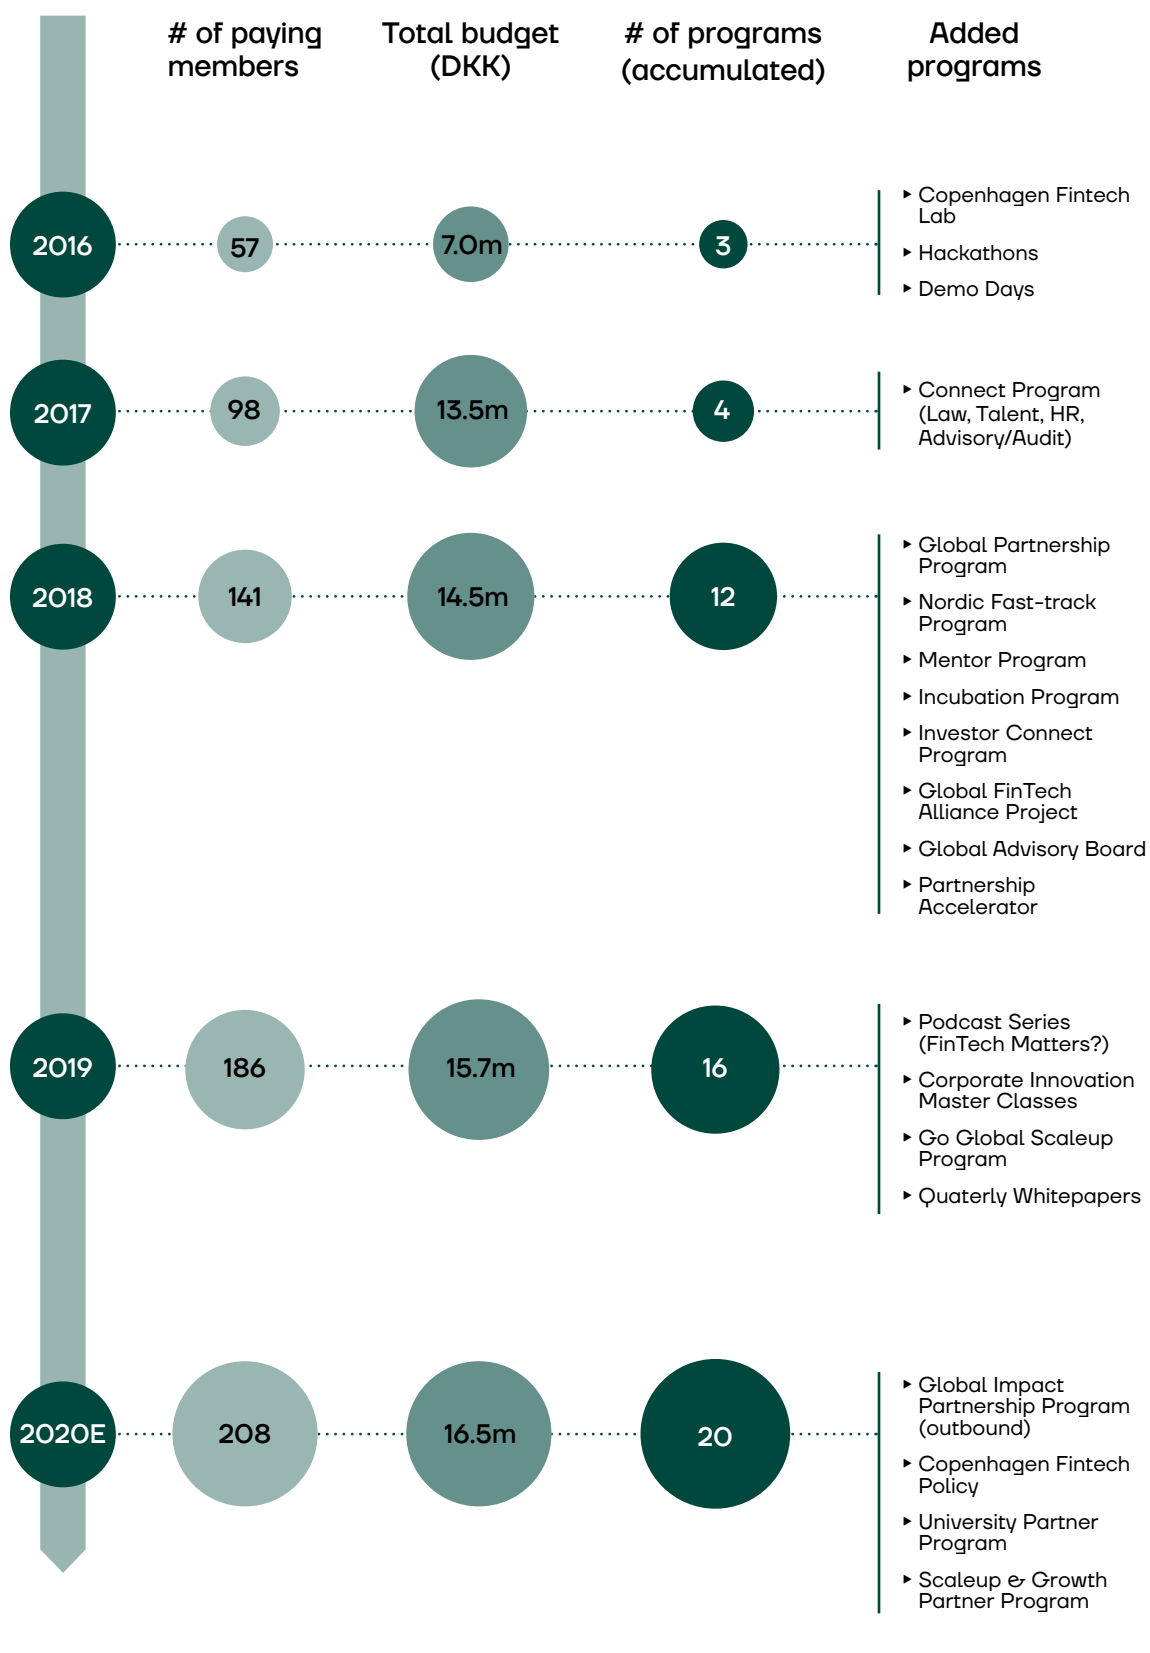 # of paying
members
Total budget
(DKK)
# of programs
(accumulated)
Added
programs
2016
57
7.0m
3
‣ Copenhagen Fintech
Lab
‣ Hackathons
‣ Demo Days
2017
98
13.5m
4
‣ Connect Program
(Law, Talent, HR,
Advisory/Audit)
2018
141
14.5m
12
‣ Global Partnership
Program
‣ Nordic Fast-track
Program
‣ Mentor Program
‣ Incubation Program
‣ Investor Connect
Program
‣ Global FinTech
Alliance Project
‣ Global Advisory Board
‣ Partnership
Accelerator
2019
186
15.7m
16
‣ Podcast Series
(FinTech Matters?)
‣ Corporate Innovation
Master Classes
‣ Go Global Scaleup
Program
‣ Quaterly Whitepapers
2020E
208
16.5m
20
‣ Global Impact
Partnership Program
(outbound)
‣ Copenhagen Fintech
Policy
‣ University Partner
Program
‣ Scaleup & Growth
Partner Program